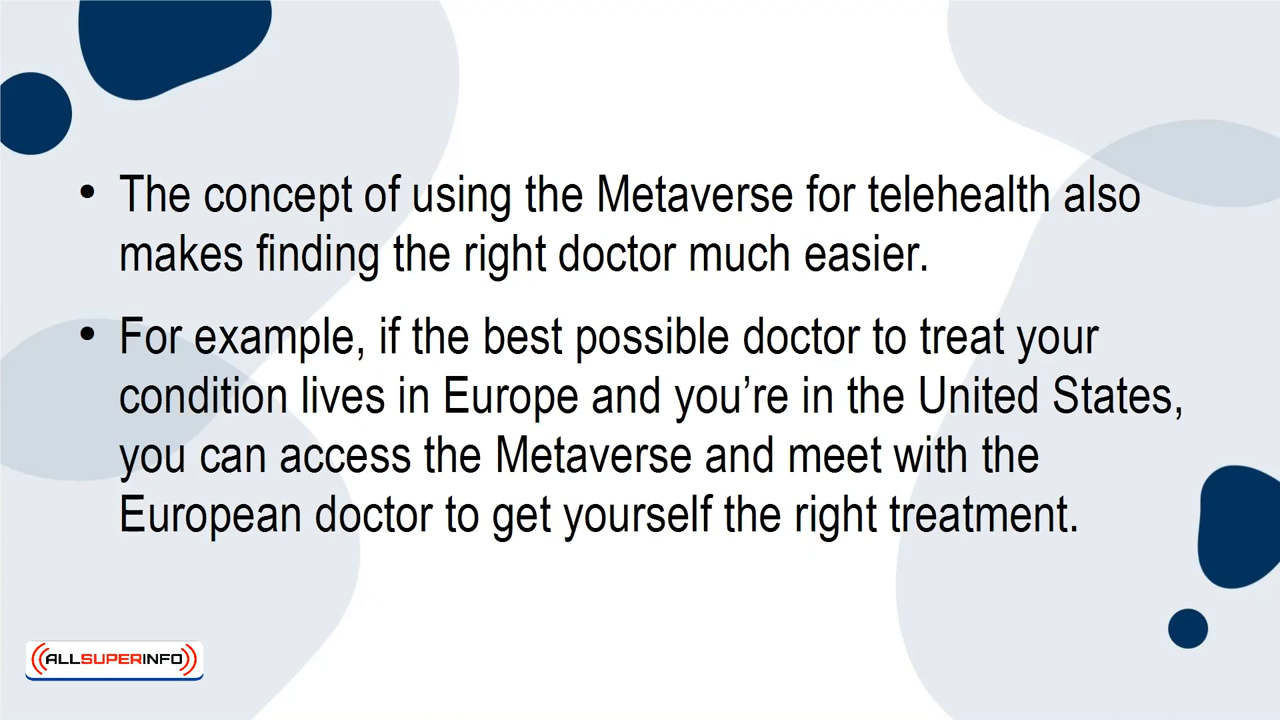 • The concept of using the Metaverse for telehealth also
makes finding the right doctor much easier.
• For example, if the best possible doctor to treat your
condition lives in Europe and you’re in the United States,
you can access the Metaverse and meet with the
European doctor to get yourself the right treatment.
ALLSUPERINFO